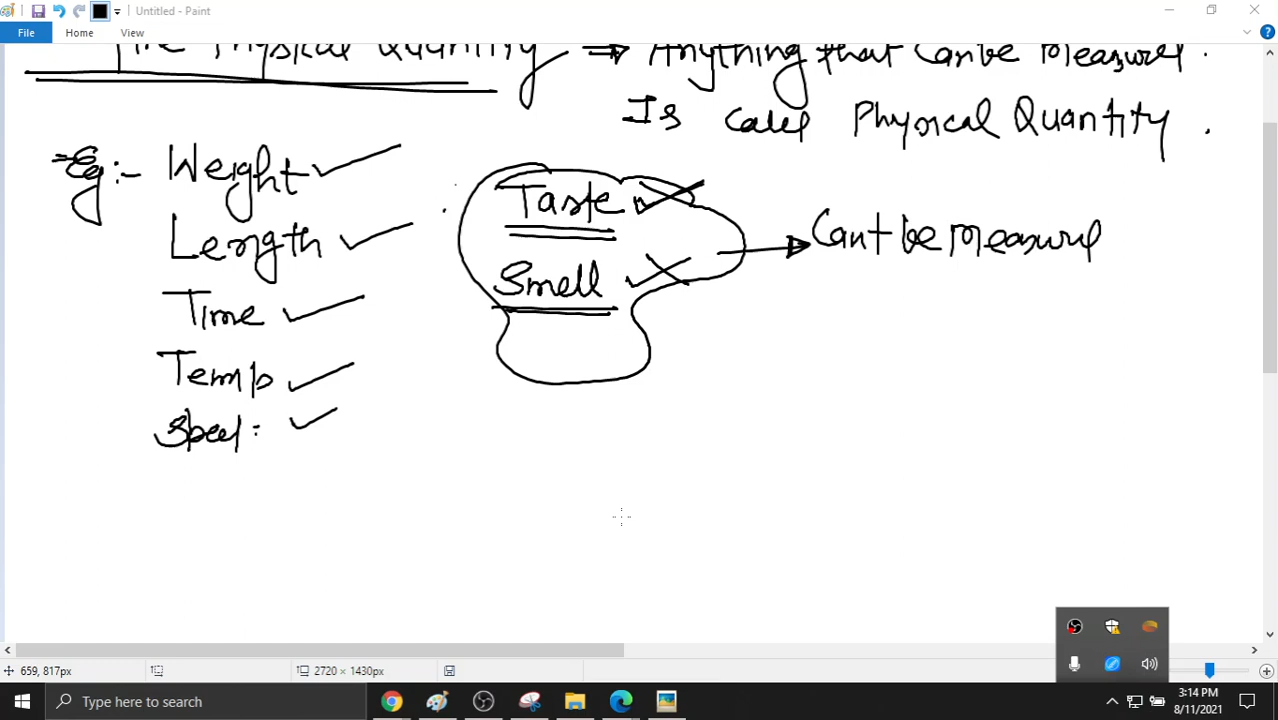 Untitled - Paint
File Home View
The Physical Quantity ⇒ Anything that Can be Measured.
Is called Physical Quantity.
Eg :- Weight ✓
Length ✓
Time ✓
Temp ✓
Speed: ✓
Taste
Smell
Cant be Measured
659, 817px
2720 × 1430px
Type here to search
3:14 PM
8/11/2021